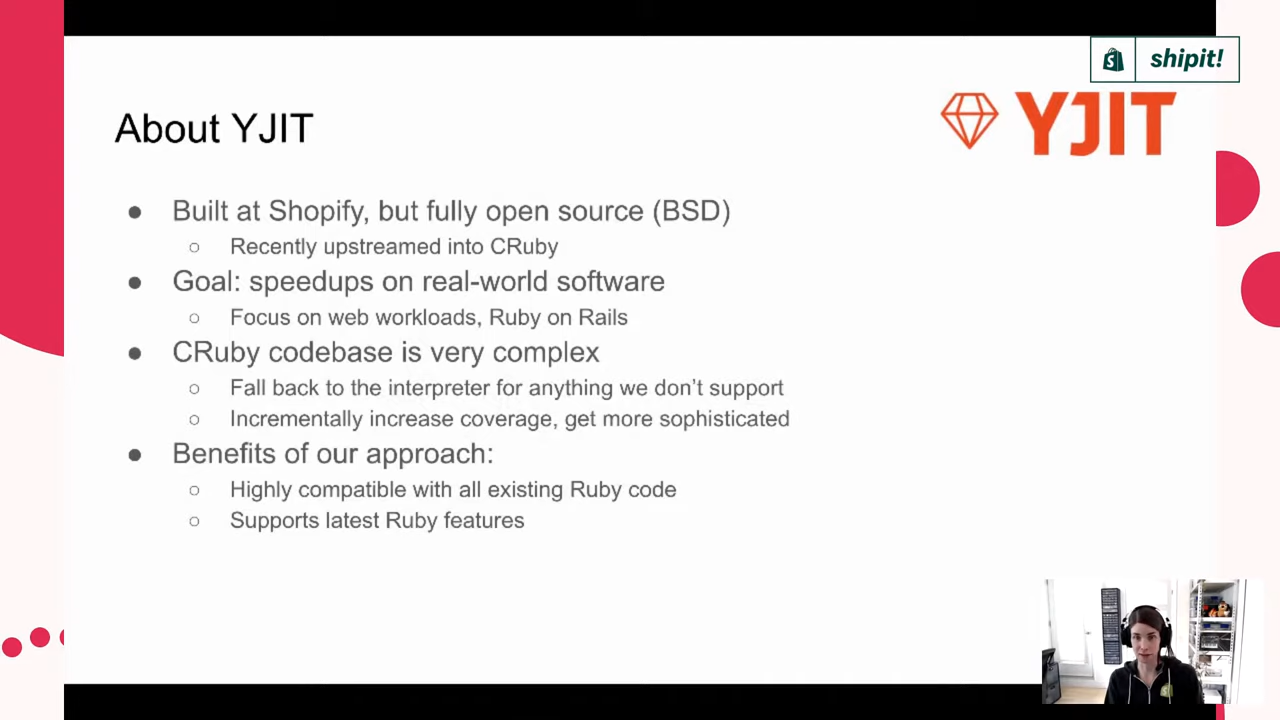 shipit!
About YJIT
YJIT
● Built at Shopify, but fully open source (BSD)
○ Recently upstreamed into CRuby
● Goal: speedups on real-world software
○ Focus on web workloads, Ruby on Rails
● CRuby codebase is very complex
○ Fall back to the interpreter for anything we don’t support
○ Incrementally increase coverage, get more sophisticated
● Benefits of our approach:
○ Highly compatible with all existing Ruby code
○ Supports latest Ruby features